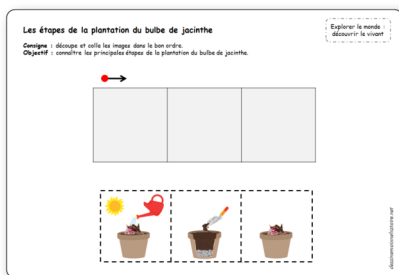 Les étapes de la plantation du bulbe de jacinthe
Explorer le monde :
découvrir le vivant
Consigne : découpe et colle les images dans le bon ordre.
Objectif : connaître les principales étapes de la plantation du bulbe de jacinthe.